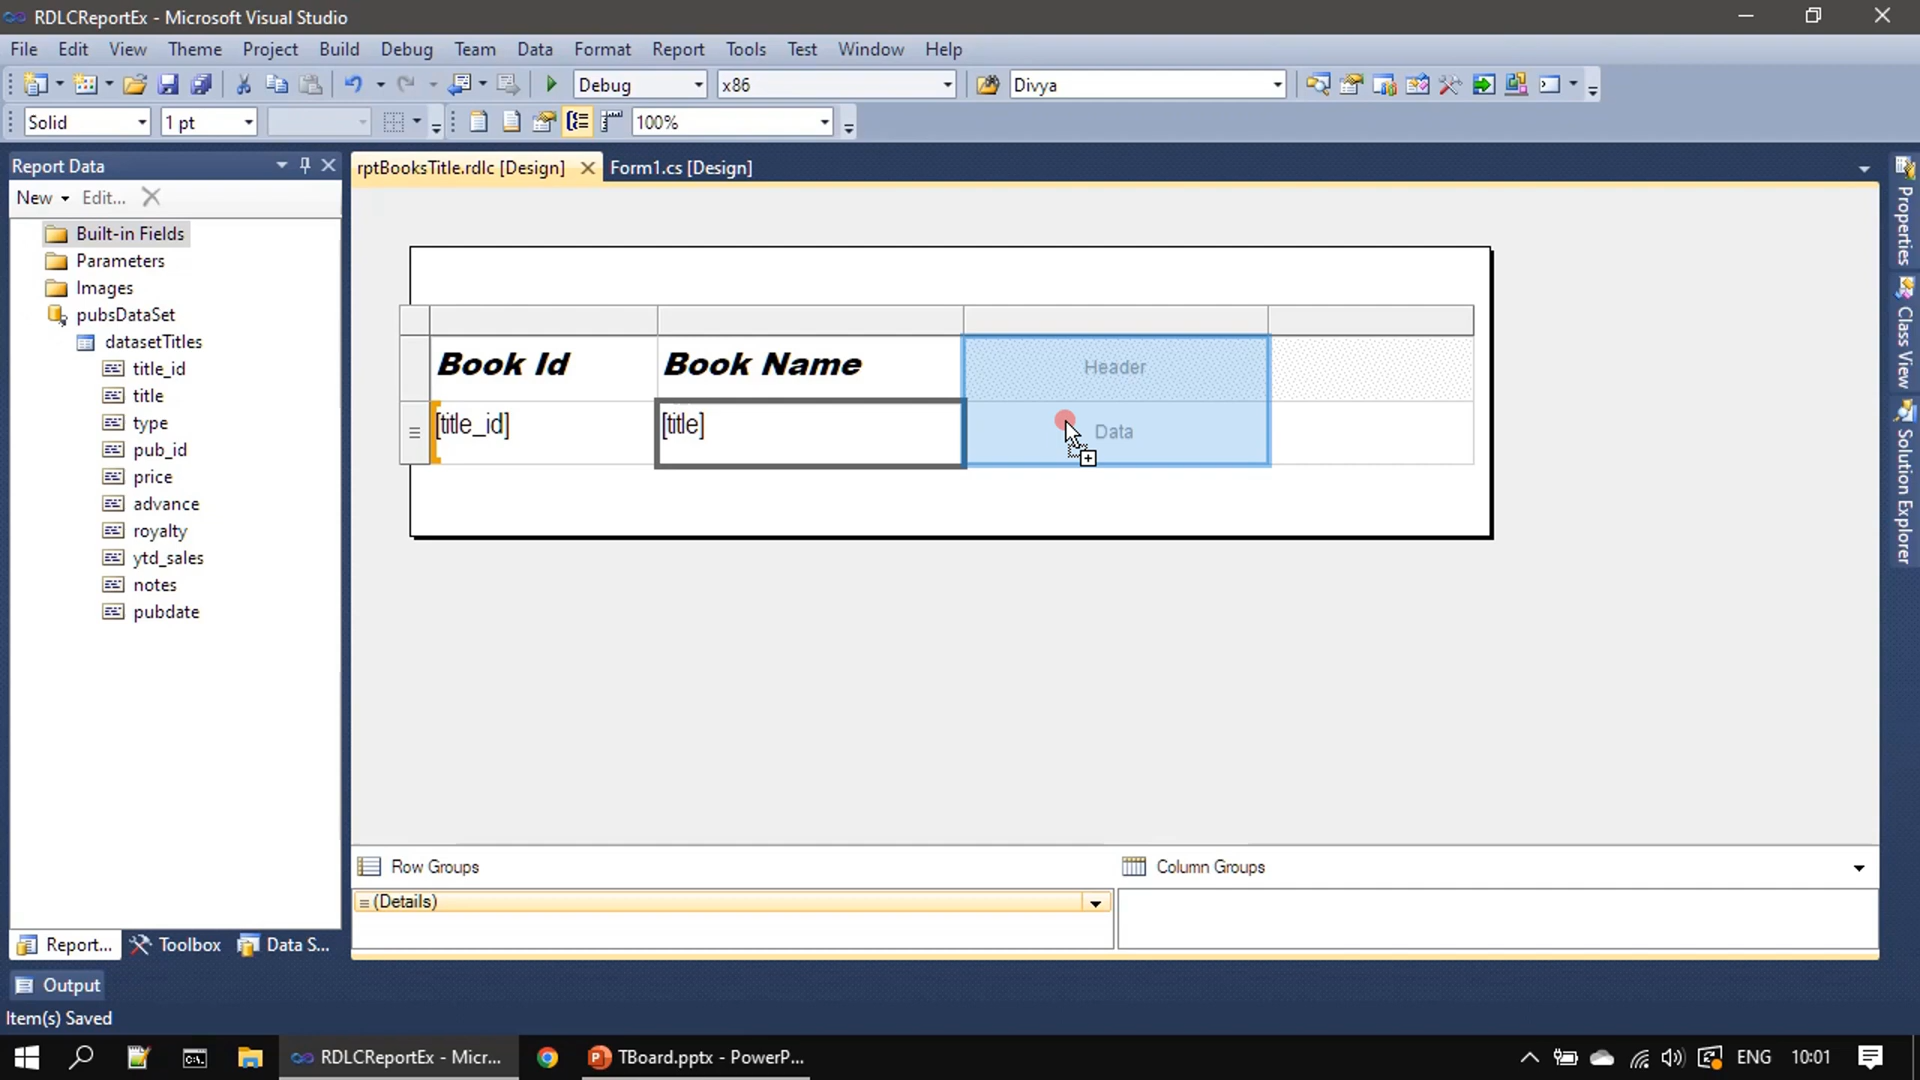 RDLCReportEx - Microsoft Visual Studio
File Edit View Theme Project Build Debug Team Data Format Report Tools Test Window Help
Debug x86 Divya
Solid 1 pt 100%
Report Data
rptBooksTitle.rdlc [Design] Form1.cs [Design]
New Edit...
Built-in Fields
Parameters
Images
pubsDataSet
datasetTitles
title_id
title
type
pub_id
price
advance
royalty
ytd_sales
notes
pubdate
Book Id Book Name Header
[title_id] [title] Data
Properties
Class View
Solution Explorer
Row Groups Column Groups
(Details)
Report... Toolbox Data S...
Output
Item(s) Saved
RDLCReportEx - Micr... TBoard.pptx - PowerP... ENG 10:01